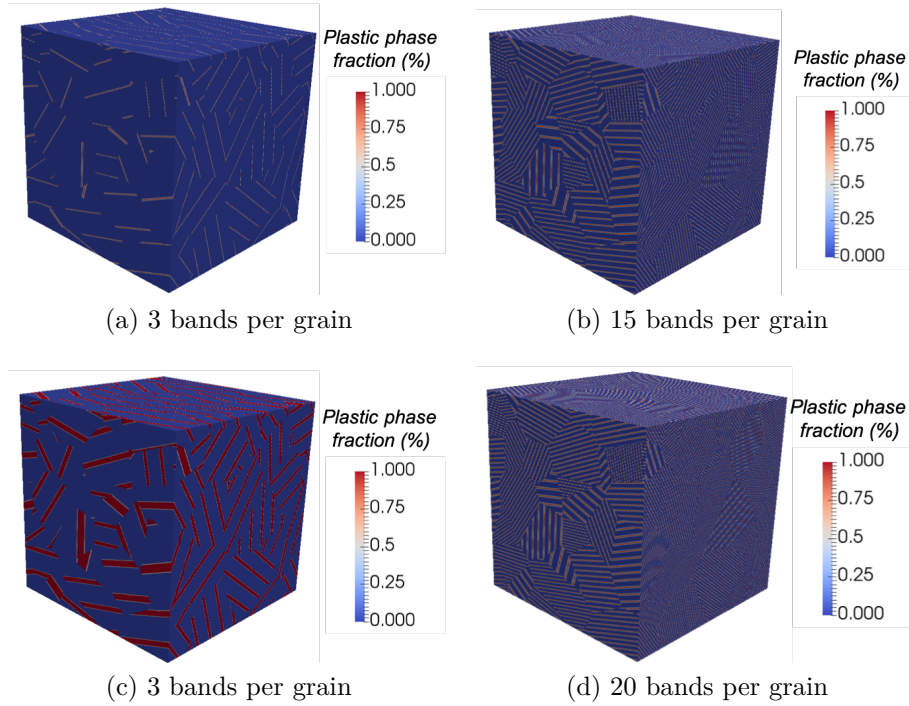 Plastic phase
fraction (%)
1.000
0.75
0.5
0.25
0.000
(a) 3 bands per grain
Plastic phase
fraction (%)
1.000
0.75
0.5
0.25
0.000
(b) 15 bands per grain
Plastic phase
fraction (%)
1.000
0.75
0.5
0.25
0.000
(c) 3 bands per grain
Plastic phase
fraction (%)
1.000
0.75
0.5
0.25
0.000
(d) 20 bands per grain